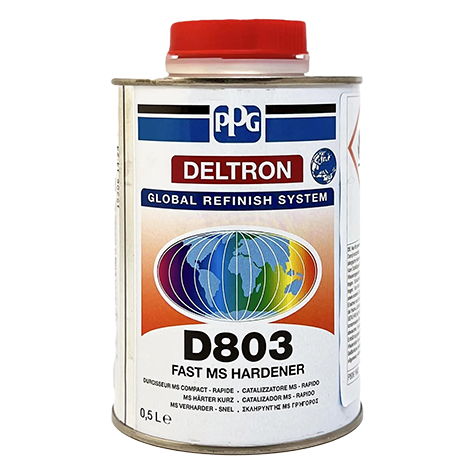 PPG
DELTRON
GLOBAL REFINISH SYSTEM
D803
FAST MS HARDENER
DURCISSEUR MS COMPACT - RAPIDE - CATALIZZATORE MS - RAPIDO
MS HÄRTER KURZ - CATALIZADOR MS - RAPIDO
MS VERHARDER - SNEL - ΣΚΛΗΡΥΝΤΗΣ MS ΓΡΗΓΟΡΟΣ
0,5 L e